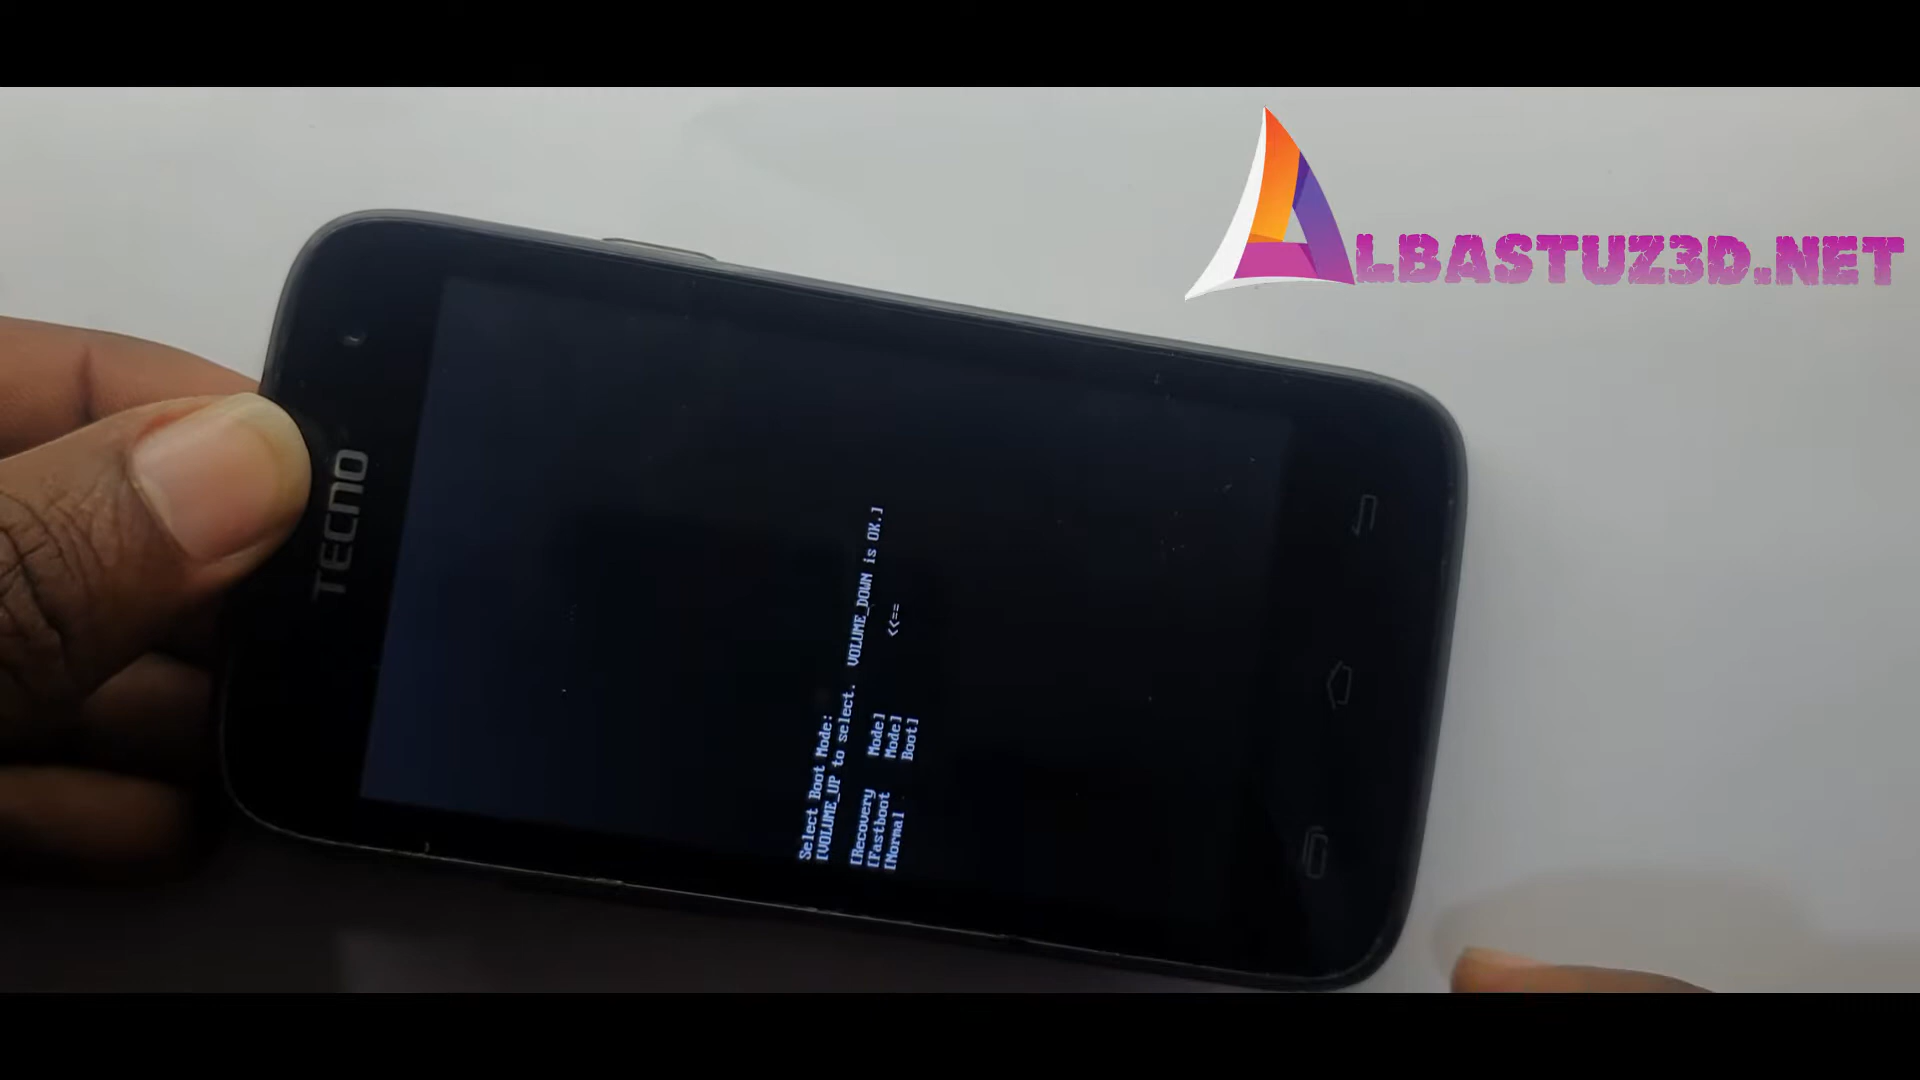 ALBASTUZ3D.NET
TECNO
Select Boot Mode:
[VOLUME_UP to select. VOLUME_DOWN is OK.]
[Recovery Mode]
[Fastboot Mode] <<==
[Normal Boot]